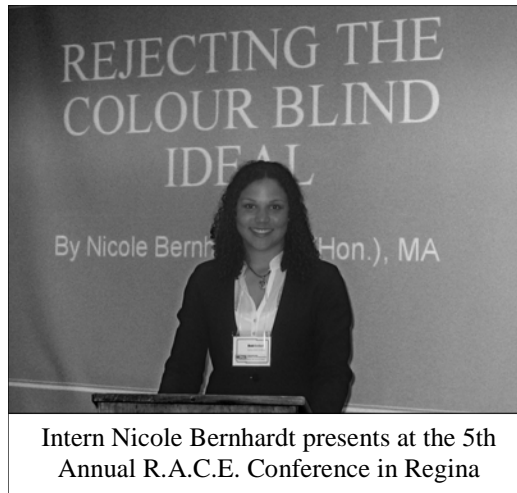 REJECTING THE
COLOUR BLIND
IDEAL
By Nicole (Hon.), MA
Intern Nicole Bernhardt presents at the 5th
Annual R.A.C.E. Conference in Regina